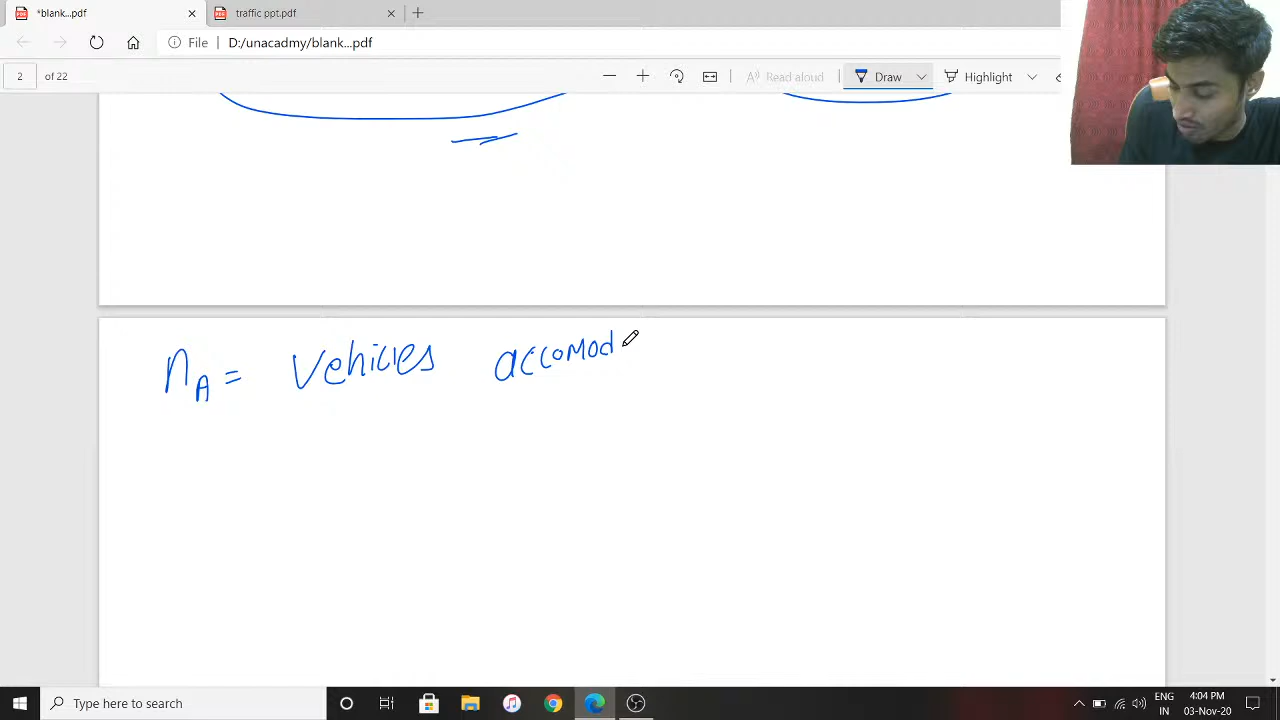 *blank...pdf
traffic ppt.pdf
File D:/unacadmy/blank...pdf
2 of 22
Read aloud
Draw
Highlight
nA = Vehicles accomod
Type here to search
ENG
IN
4:04 PM
03-Nov-20